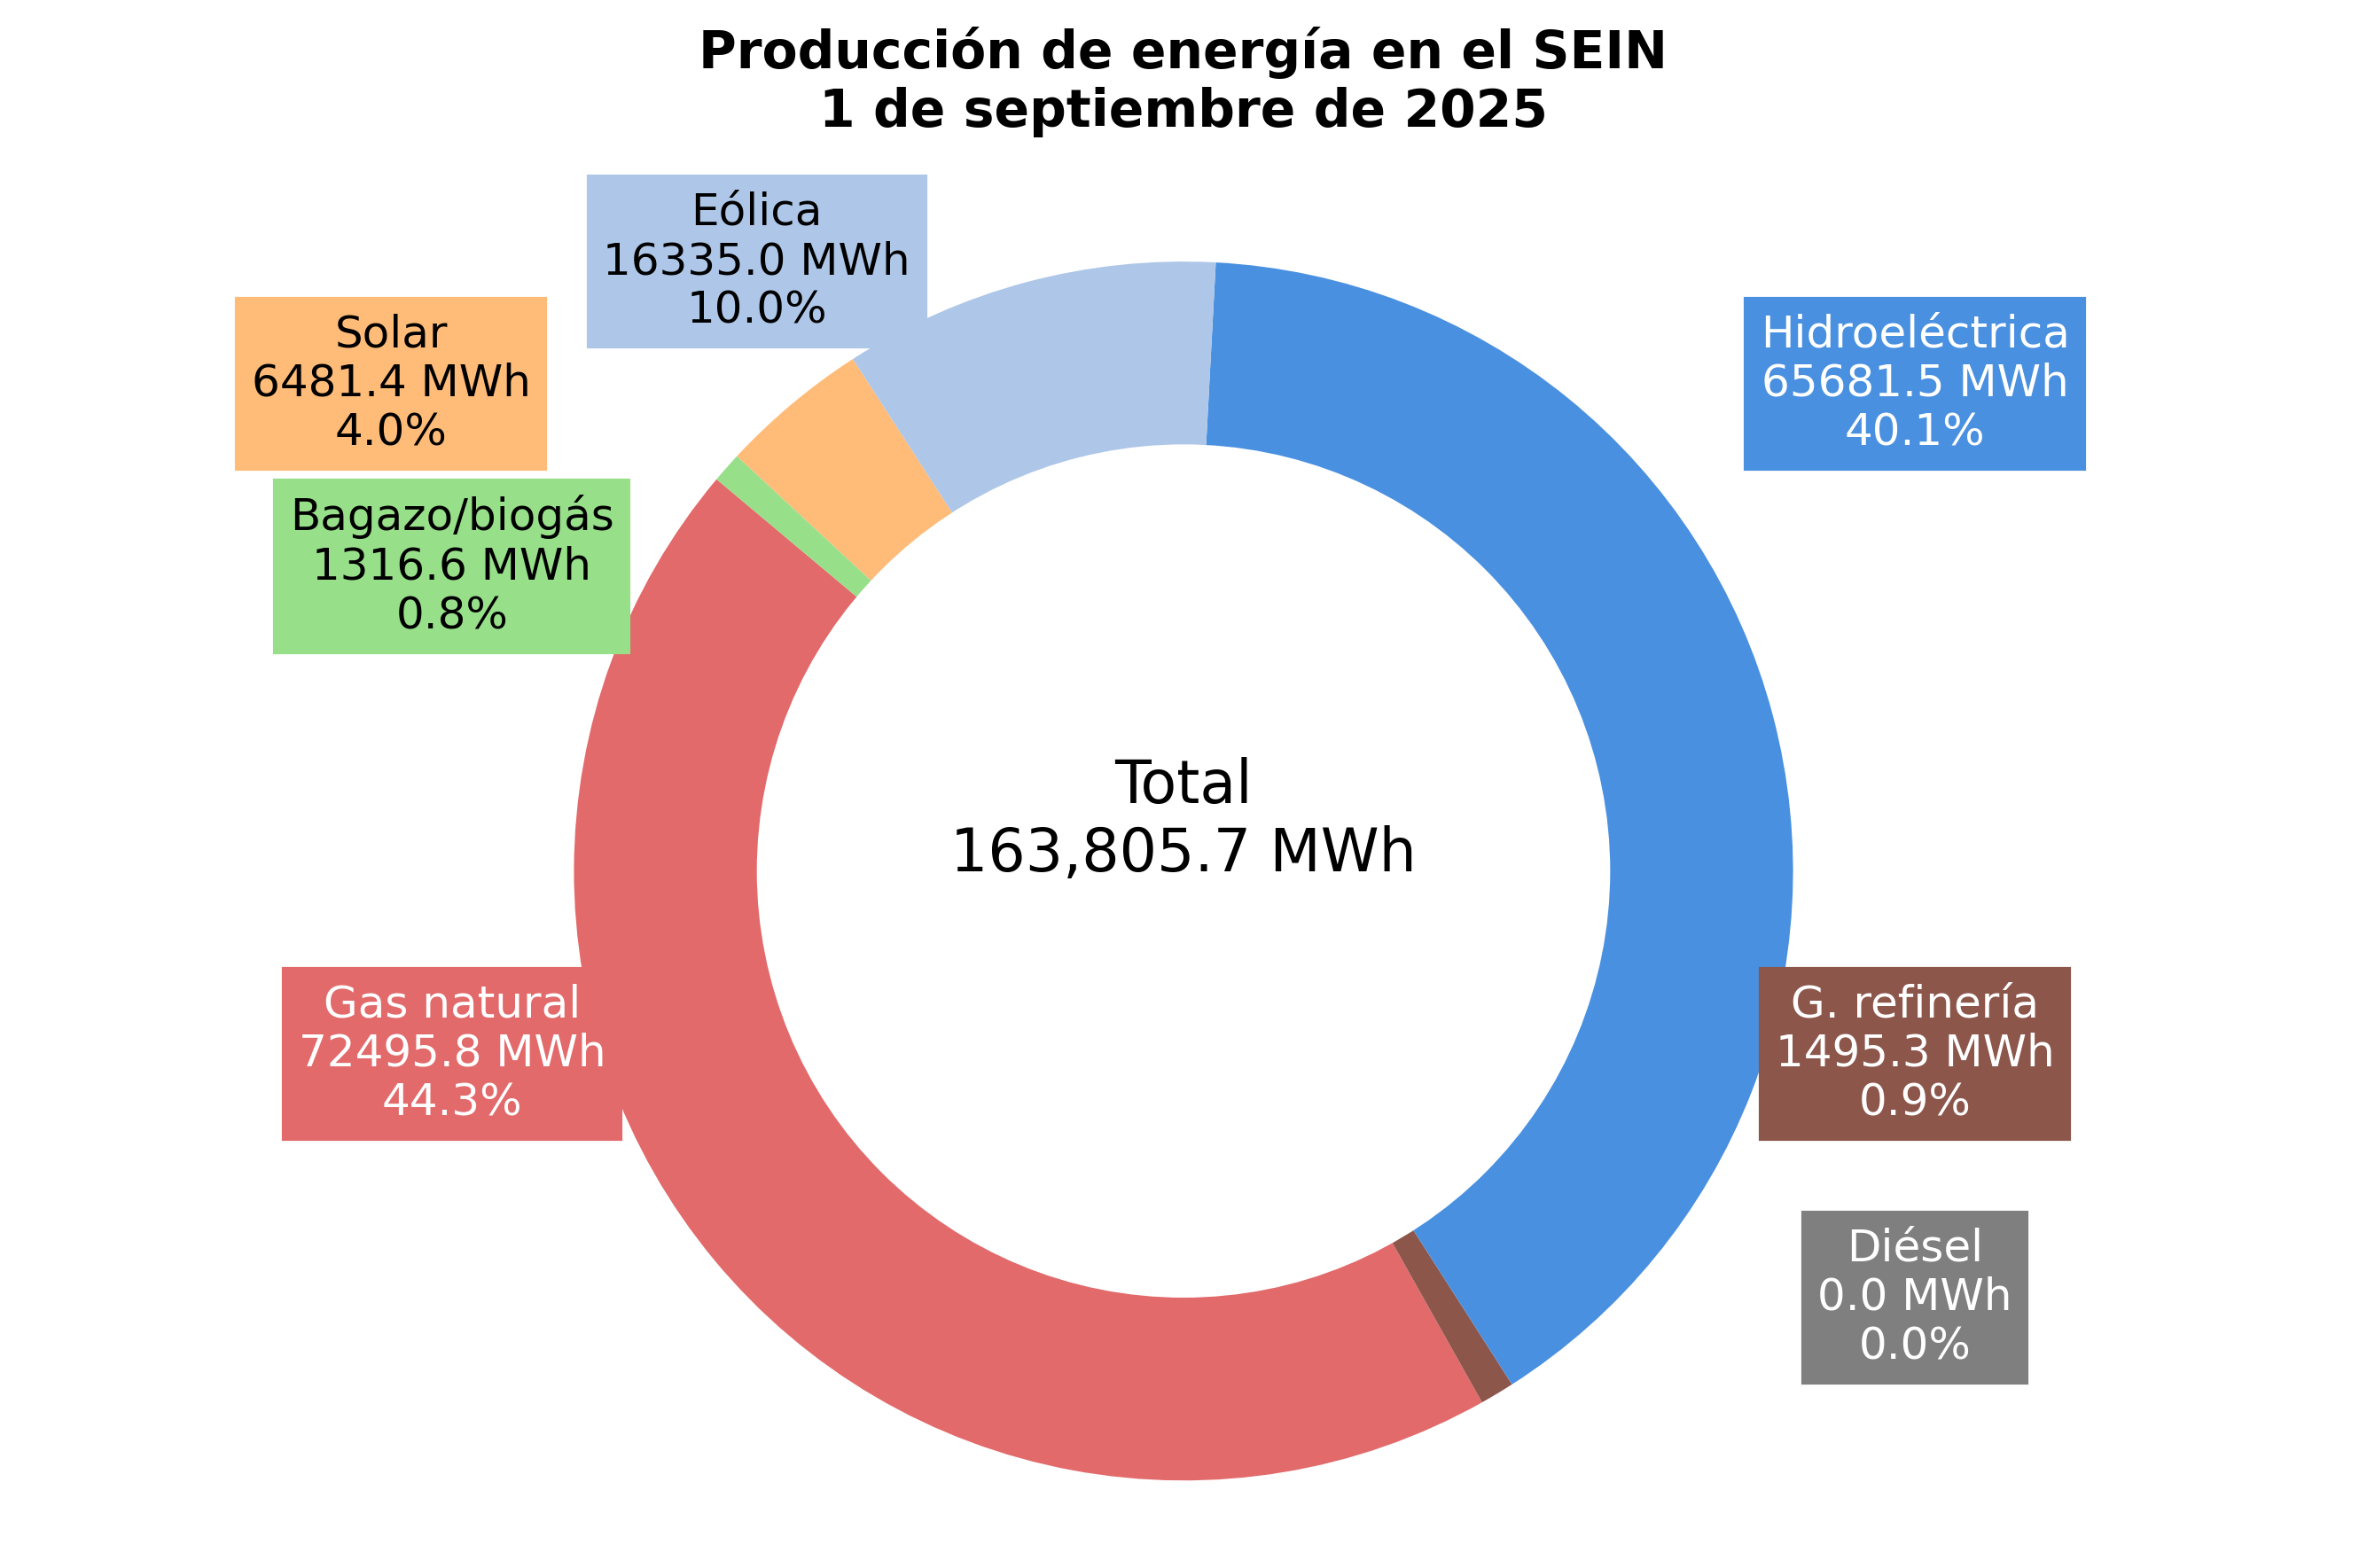 Producción de energía en el SEIN
1 de septiembre de 2025
Eólica
16335.0 MWh
10.0%
Solar
6481.4 MWh
4.0%
Hidroeléctrica
65681.5 MWh
40.1%
Bagazo/biogás
1316.6 MWh
0.8%
Total
163,805.7 MWh
Gas natural
72495.8 MWh
44.3%
G. refinería
1495.3 MWh
0.9%
Diésel
0.0 MWh
0.0%